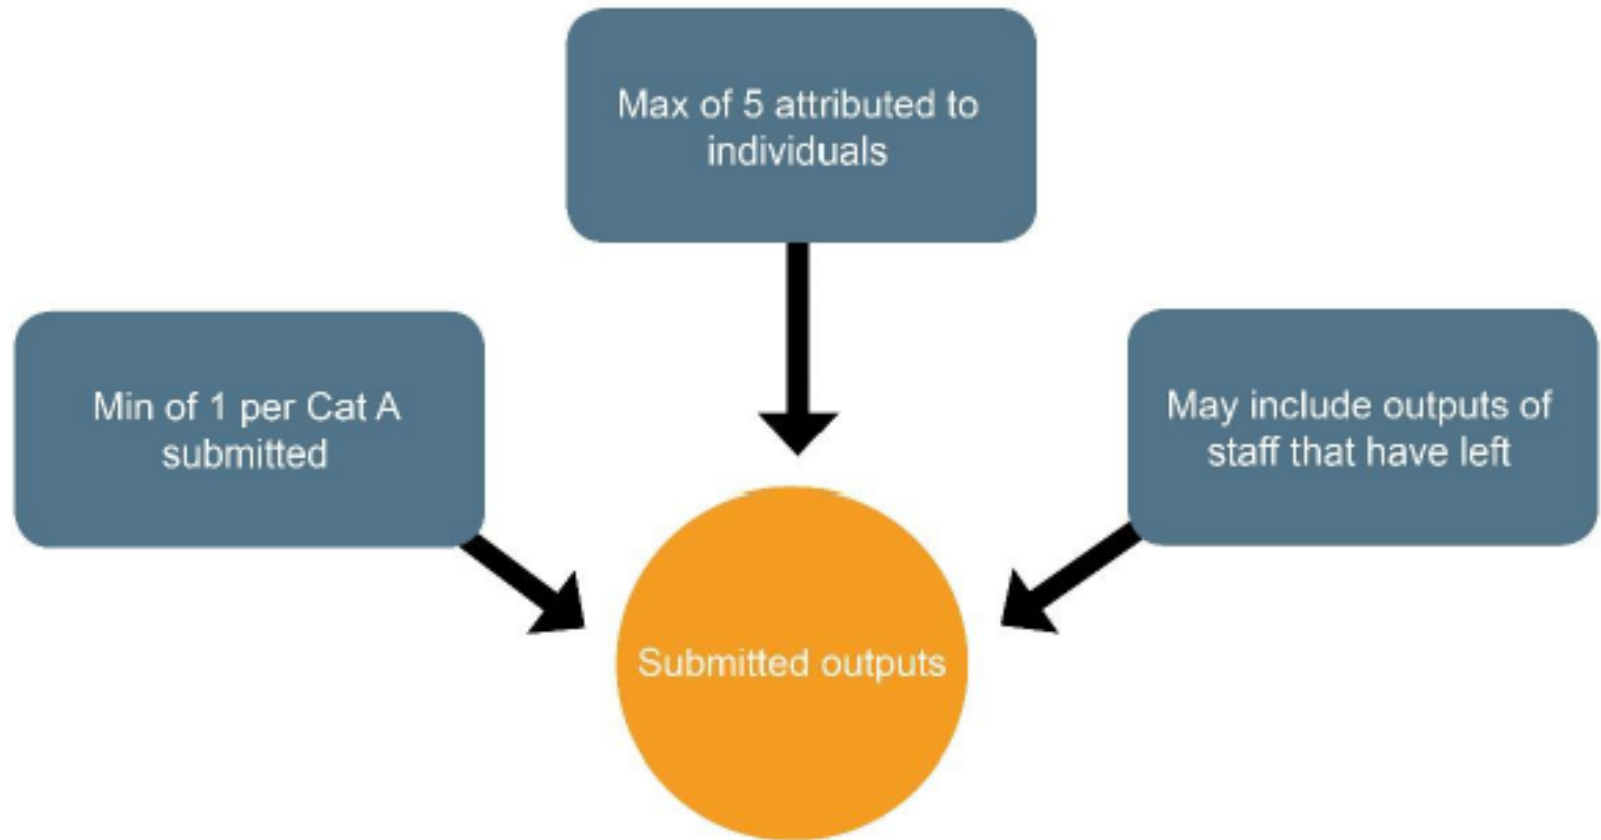 Max of 5 attributed to
individuals
Min of 1 per Cat A
submitted
May include outputs of
staff that have left
Submitted outputs